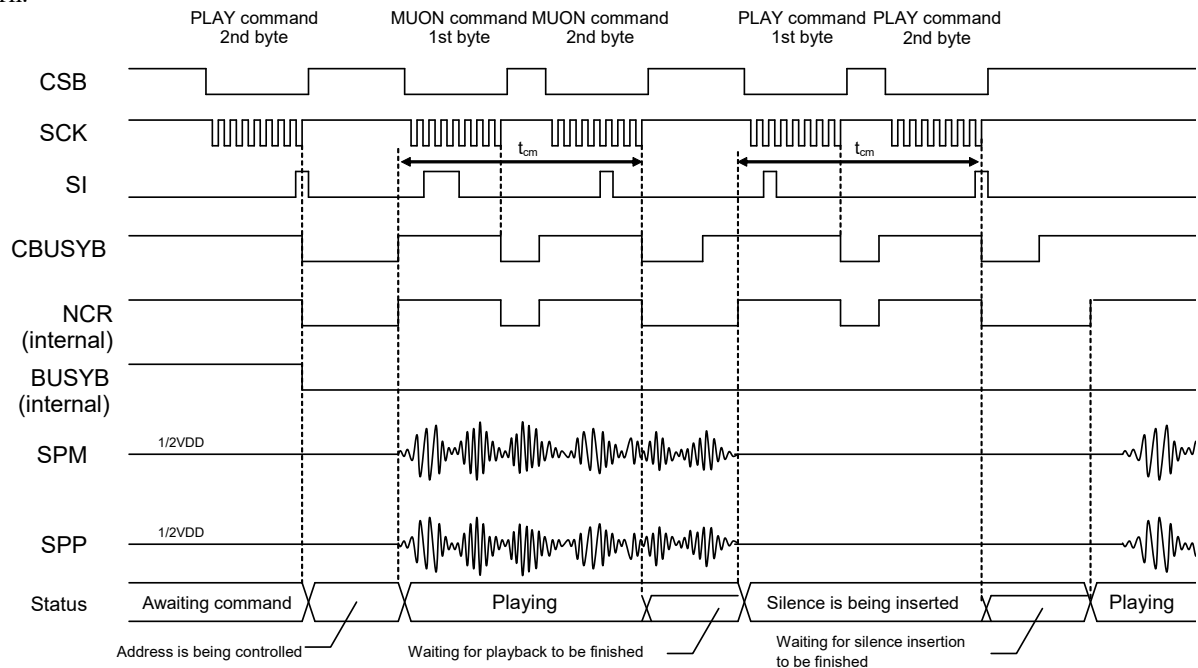 PLAY command
2nd byte
MUON command
1st byte
MUON command
2nd byte
PLAY command
1st byte
PLAY command
2nd byte
CSB
SCK
tcm
tcm
SI
CBUSYB
NCR
(internal)
BUSYB
(internal)
1/2VDD
SPM
1/2VDD
SPP
Status
Awaiting command
Playing
Silence is being inserted
Playing
Address is being controlled
Waiting for playback to be finished
Waiting for silence insertion
to be finished